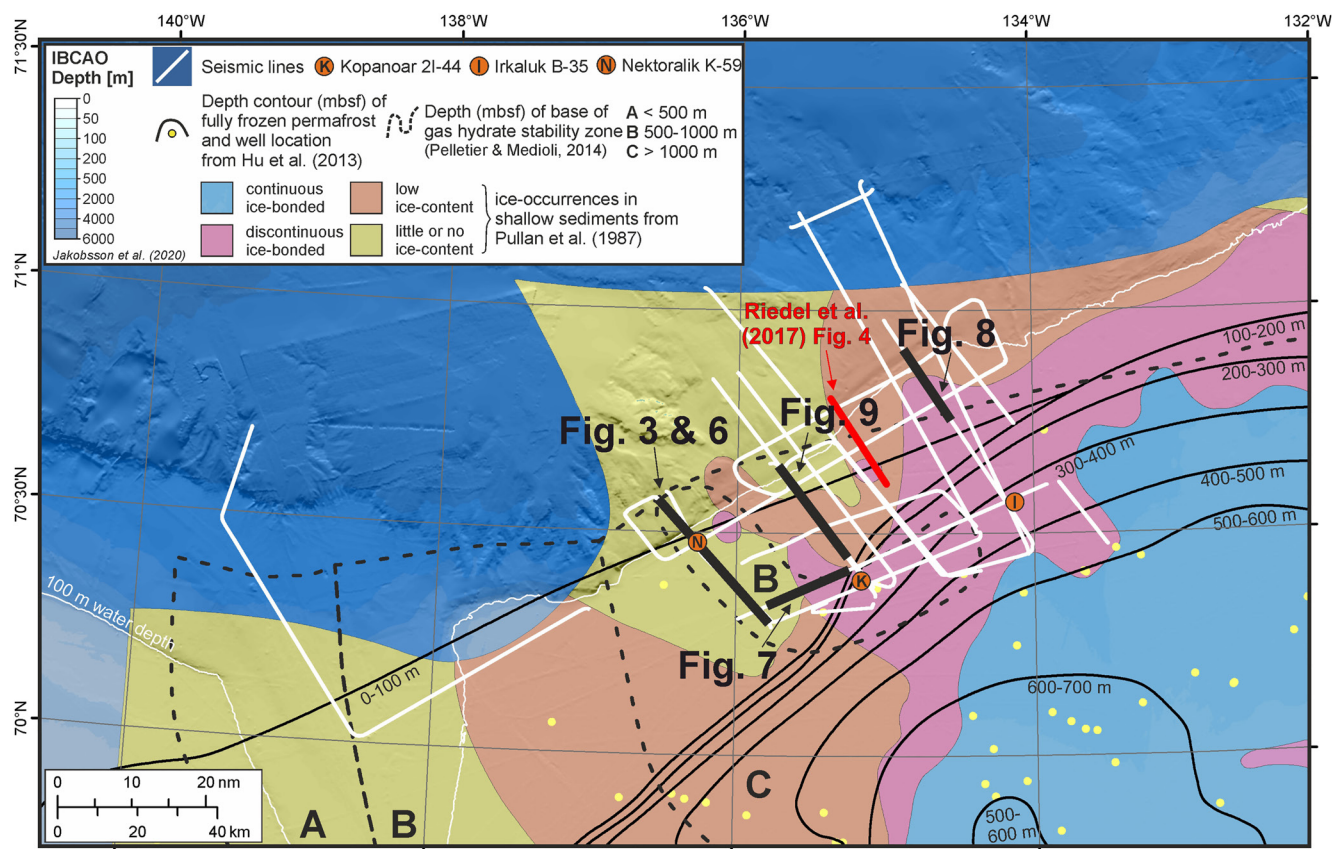 140°W 138°W 136°W 134°W 132°W
71°30'N
71°N
70°30'N
70°N
IBCAO
Depth [m]
0
50
100
200
500
2000
4000
6000
Jakobsson et al. (2020)
Seismic lines
K Kopanoar 2I-44
I Irkaluk B-35
N Nektoralik K-59
Depth contour (mbsf) of
fully frozen permafrost
and well location
from Hu et al. (2013)
Depth (mbsf) of base of
gas hydrate stability zone
(Pelletier & Medioli, 2014)
A < 500 m
B 500-1000 m
C > 1000 m
continuous
ice-bonded
low
ice-content
discontinuous
ice-bonded
little or no
ice-content
ice-occurrences in
shallow sediments from
Pullan et al. (1987)
Riedel et al.
(2017) Fig. 4
Fig. 8
Fig. 9
Fig. 3 & 6
Fig. 7
100-200 m
200-300 m
300-400 m
400-500 m
500-600 m
600-700 m
500-
600 m
0-100 m
100 m water depth
N
K
I
B
C
A
B
0 10 20 nm
0 20 40 km